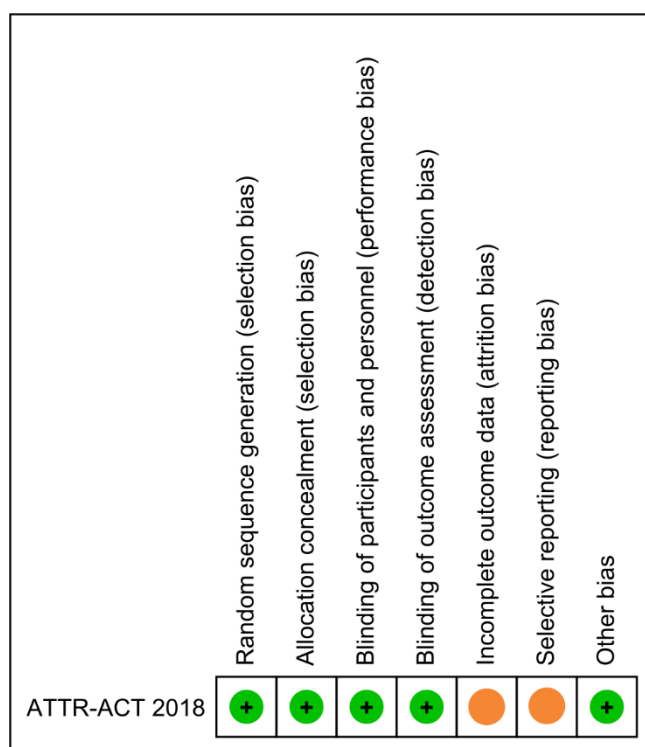 Random sequence generation (selection bias)
Allocation concealment (selection bias)
Blinding of participants and personnel (performance bias)
Blinding of outcome assessment (detection bias)
Incomplete outcome data (attrition bias)
Selective reporting (reporting bias)
Other bias
ATTR-ACT 2018 + + + + +